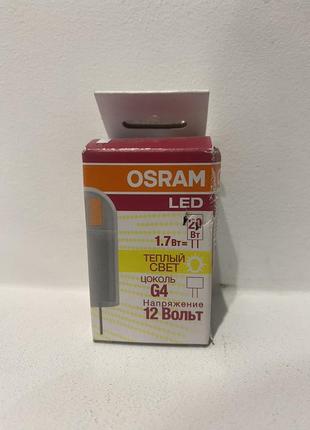 OSRAM
LED
1.7Вт=
20
Вт
ТЕПЛЫЙ
СВЕТ
ЦОКОЛЬ
G4
Напряжение
12 Вольт